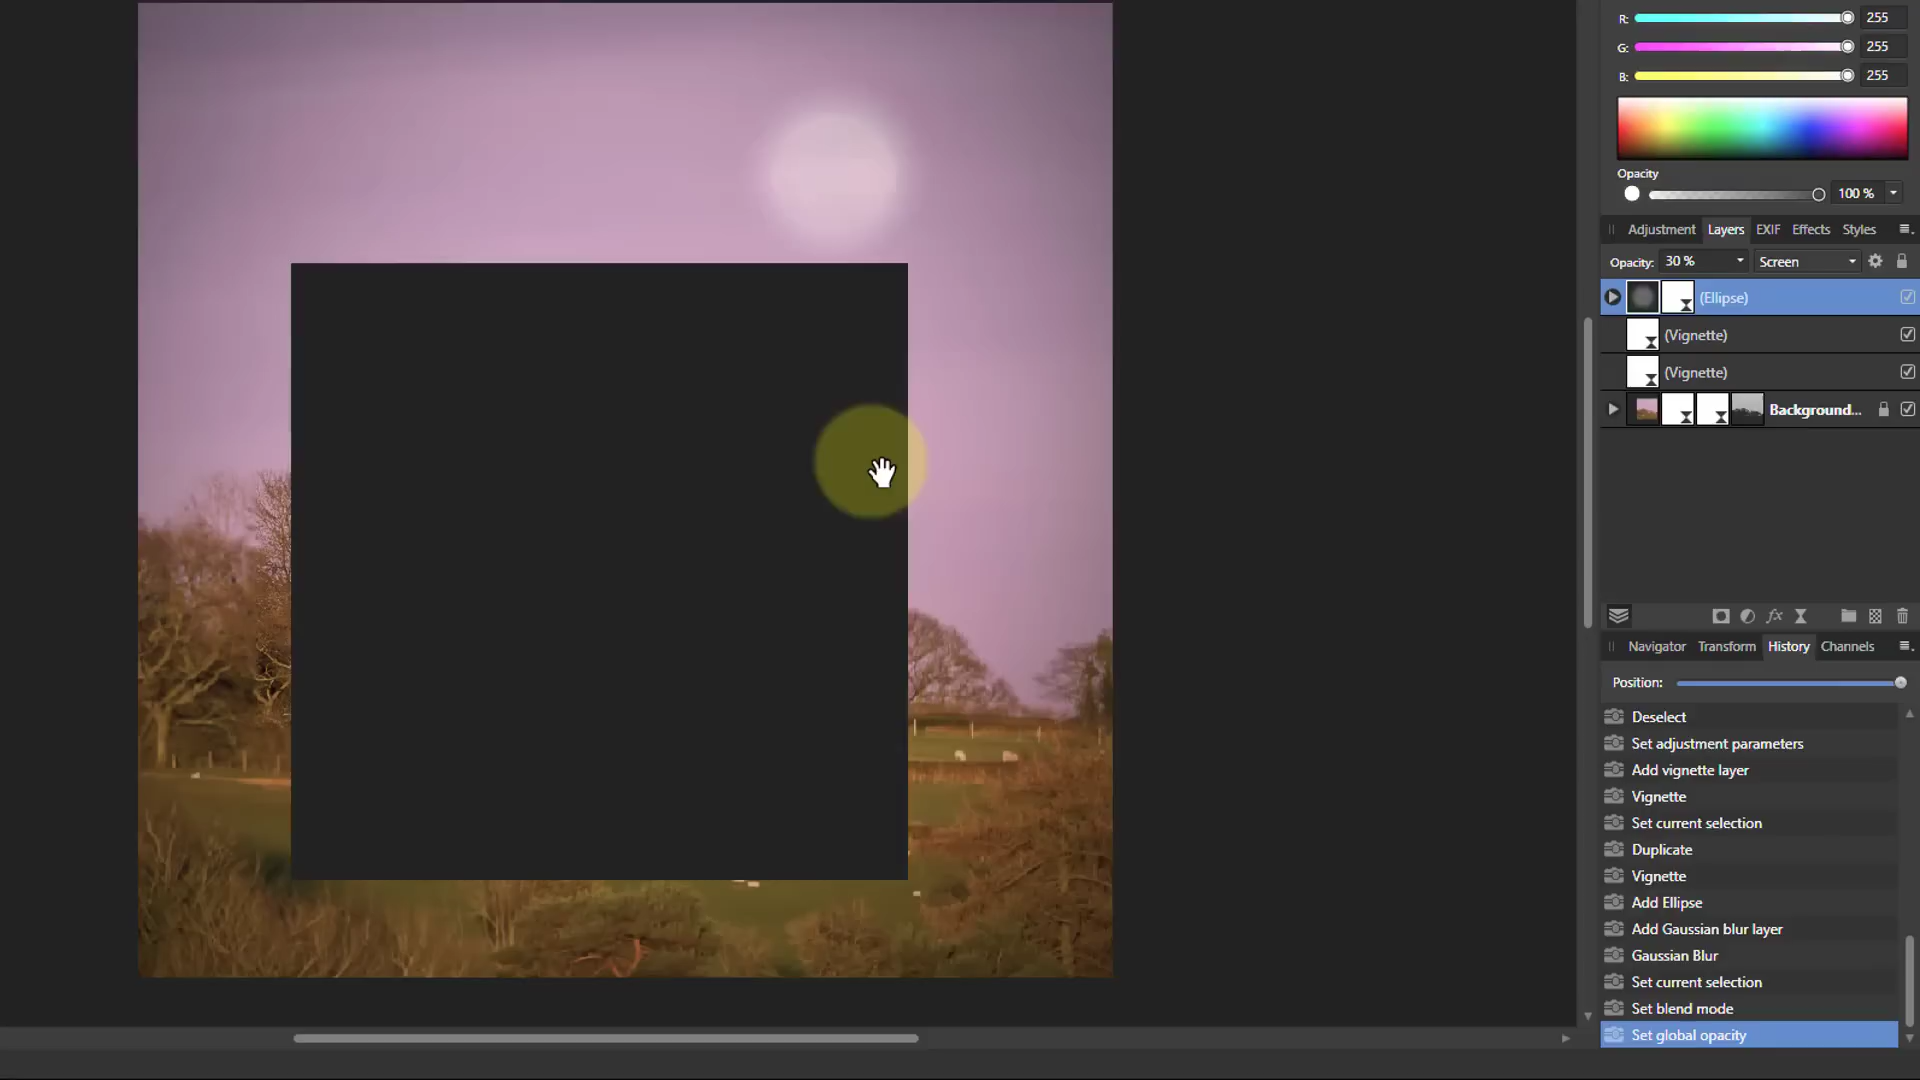 R: 255
G: 255
B: 255
Opacity
100 %
Adjustment Layers EXIF Effects Styles
Opacity: 30 % Screen
(Ellipse)
(Vignette)
(Vignette)
Background...
fx
Navigator Transform History Channels
Position:
Deselect
Set adjustment parameters
Add vignette layer
Vignette
Set current selection
Duplicate
Vignette
Add Ellipse
Add Gaussian blur layer
Gaussian Blur
Set current selection
Set blend mode
Set global opacity